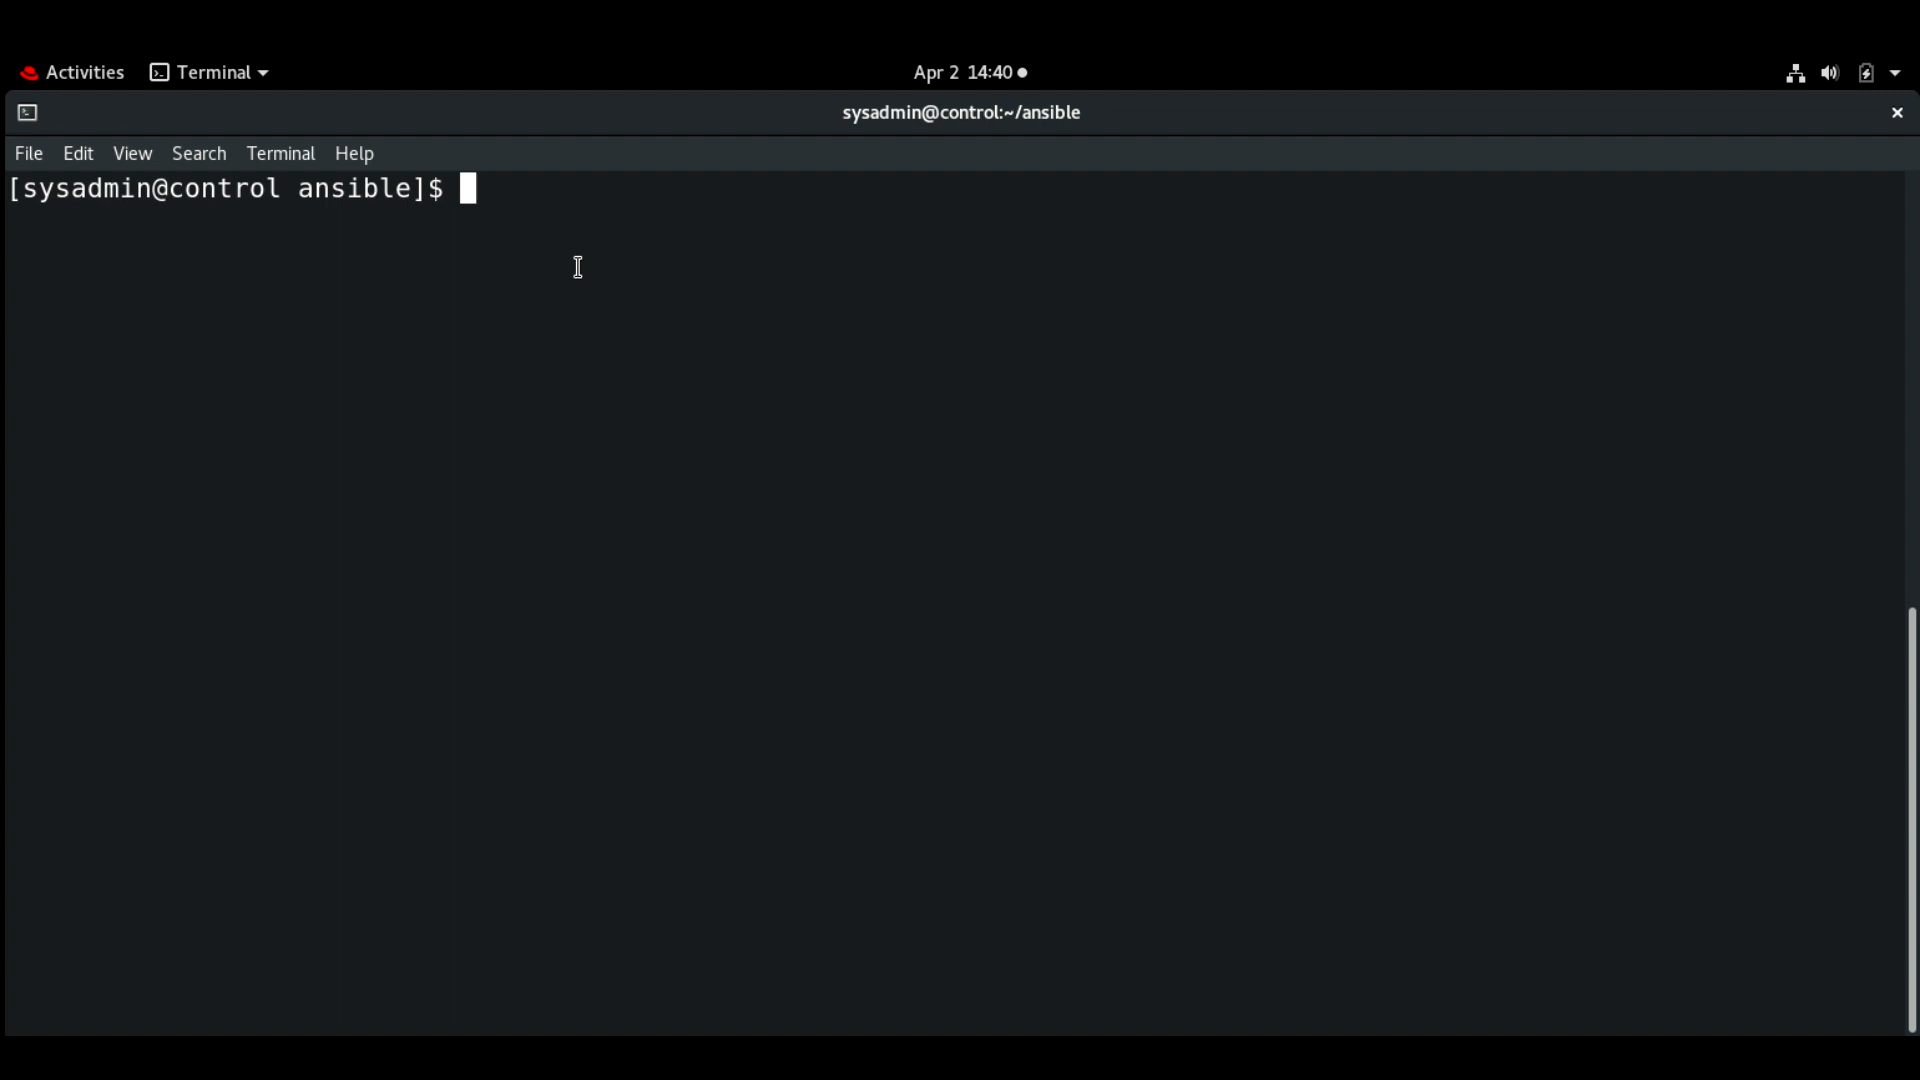 Activities Terminal Apr 2 14:40
sysadmin@control:~/ansible
File Edit View Search Terminal Help
[sysadmin@control ansible]$